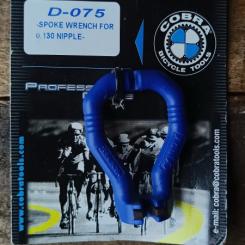 D-075
-SPOKE WRENCH FOR
0.130 NIPPLE-
COBRA
BICYCLE TOOLS
PROFESS
www.cobratools.com
e-mail: cobra@cobratools.com